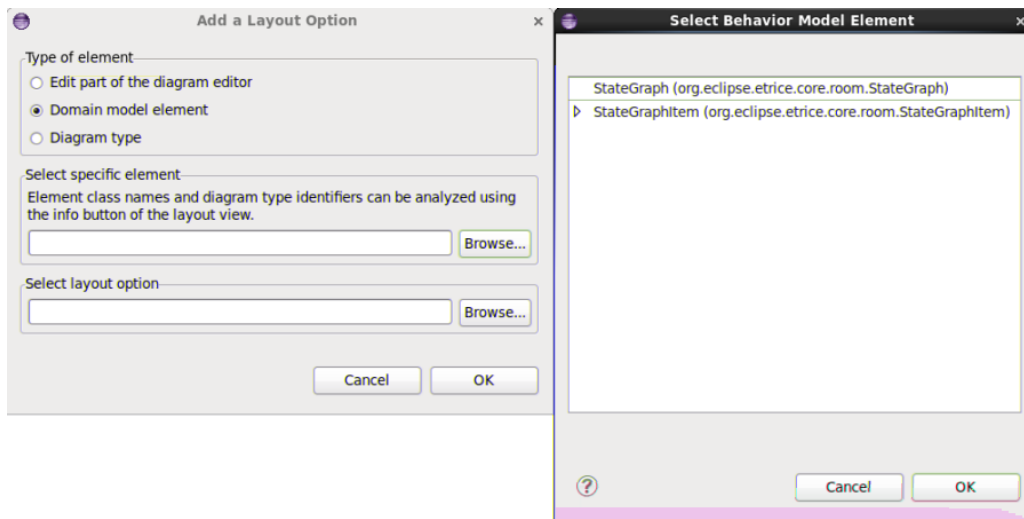 Add a Layout Option
Type of element
Edit part of the diagram editor
Domain model element
Diagram type
Select specific element
Element class names and diagram type identifiers can be analyzed using
the info button of the layout view.
Browse...
Select layout option
Browse...
Cancel
OK
Select Behavior Model Element
StateGraph (org.eclipse.etrice.core.room.StateGraph)
StateGraphItem (org.eclipse.etrice.core.room.StateGraphItem)
?
Cancel
OK